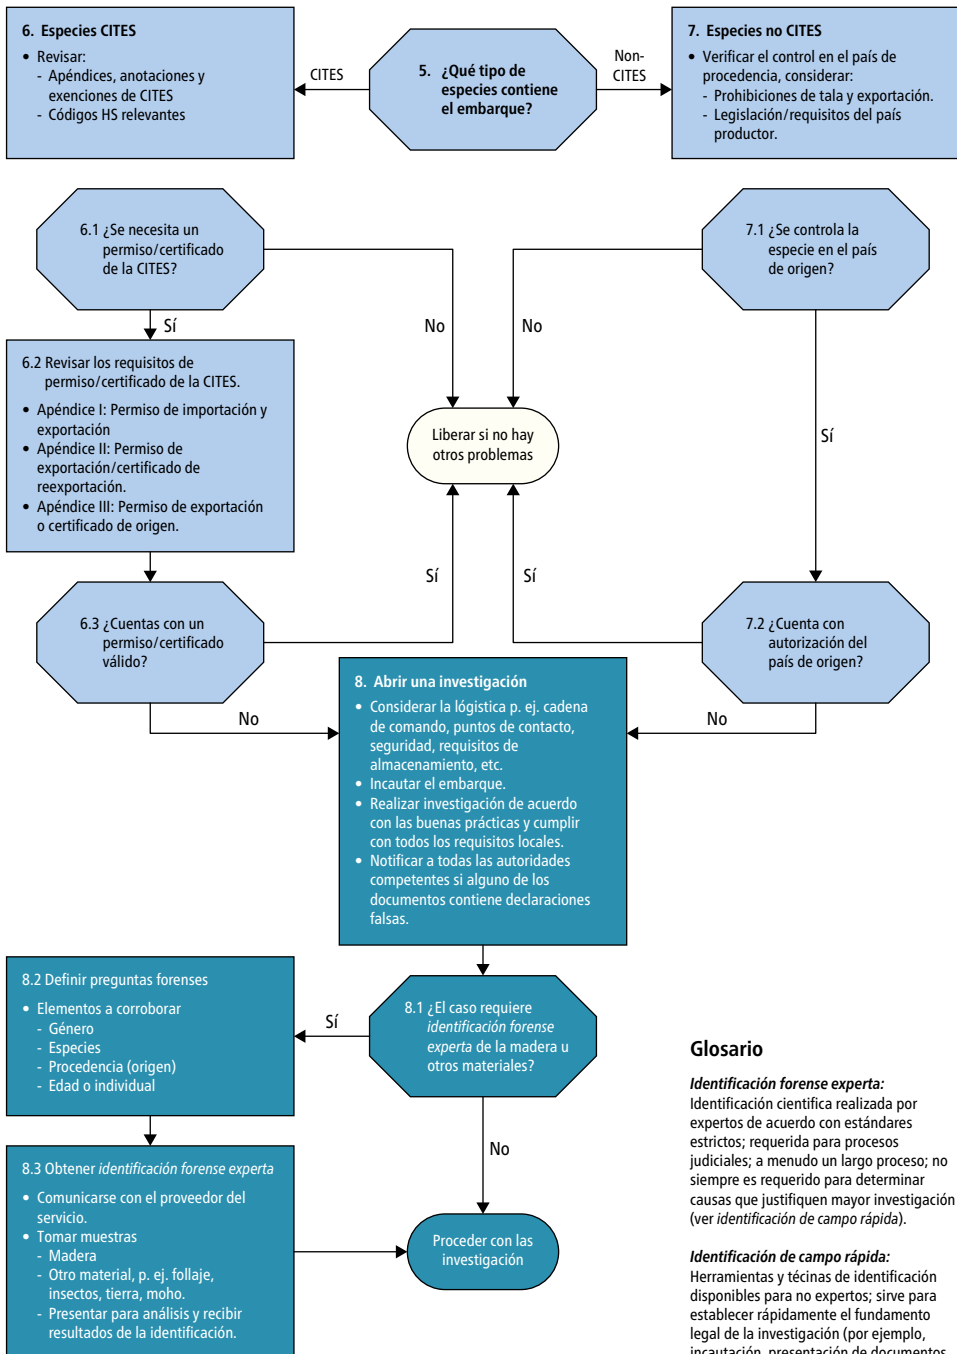 6. Especies CITES
• Revisar:
- Apéndices, anotaciones y
exenciones de CITES
- Códigos HS relevantes
CITES
5. ¿Qué tipo de
especies contiene
el embarque?
Non-
CITES
7. Especies no CITES
• Verificar el control en el país de
procedencia, considerar:
- Prohibiciones de tala y exportación.
- Legislación/requisitos del país
productor.
6.1 ¿Se necesita un
permiso/certificado
de la CITES?
7.1 ¿Se controla la
especie en el país
de origen?
Sí
No
No
6.2 Revisar los requisitos de
permiso/certificado de la CITES.
• Apéndice I: Permiso de importación y
exportación
• Apéndice II: Permiso de
exportación/certificado de
reexportación.
• Apéndice III: Permiso de exportación
o certificado de origen.
Liberar si no hay
otros problemas
Sí
Sí
Sí
6.3 ¿Cuentas con un
permiso/certificado
válido?
7.2 ¿Cuenta con
autorización del
país de origen?
No
No
8. Abrir una investigación
• Considerar la lógistica p. ej. cadena
de comando, puntos de contacto,
seguridad, requisitos de
almacenamiento, etc.
• Incautar el embarque.
• Realizar investigación de acuerdo
con las buenas prácticas y cumplir
con todos los requisitos locales.
• Notificar a todas las autoridades
competentes si alguno de los
documentos contiene declaraciones
falsas.
8.2 Definir preguntas forenses
• Elementos a corroborar
- Género
- Especies
- Procedencia (origen)
- Edad o individual
Sí
8.1 ¿El caso requiere
identificación forense
experta de la madera u
otros materiales?
No
8.3 Obtener identificación forense experta
• Comunicarse con el proveedor del
servicio.
• Tomar muestras
- Madera
- Otro material, p. ej. follaje,
insectos, tierra, moho.
- Presentar para análisis y recibir
resultados de la identificación.
Proceder con las
investigación
Glosario
Identificación forense experta:
Identificación cientifica realizada por
expertos de acuerdo con estándares
estrictos; requerida para procesos
judiciales; a menudo un largo proceso; no
siempre es requerido para determinar
causas que justifiquen mayor investigación
(ver identificación de campo rápida).
Identificación de campo rápida:
Herramientas y técinas de identificación
disponibles para no expertos; sirve para
establecer rápidamente el fundamento
legal de la investigación (por ejemplo,
incautación, presentación de documentos